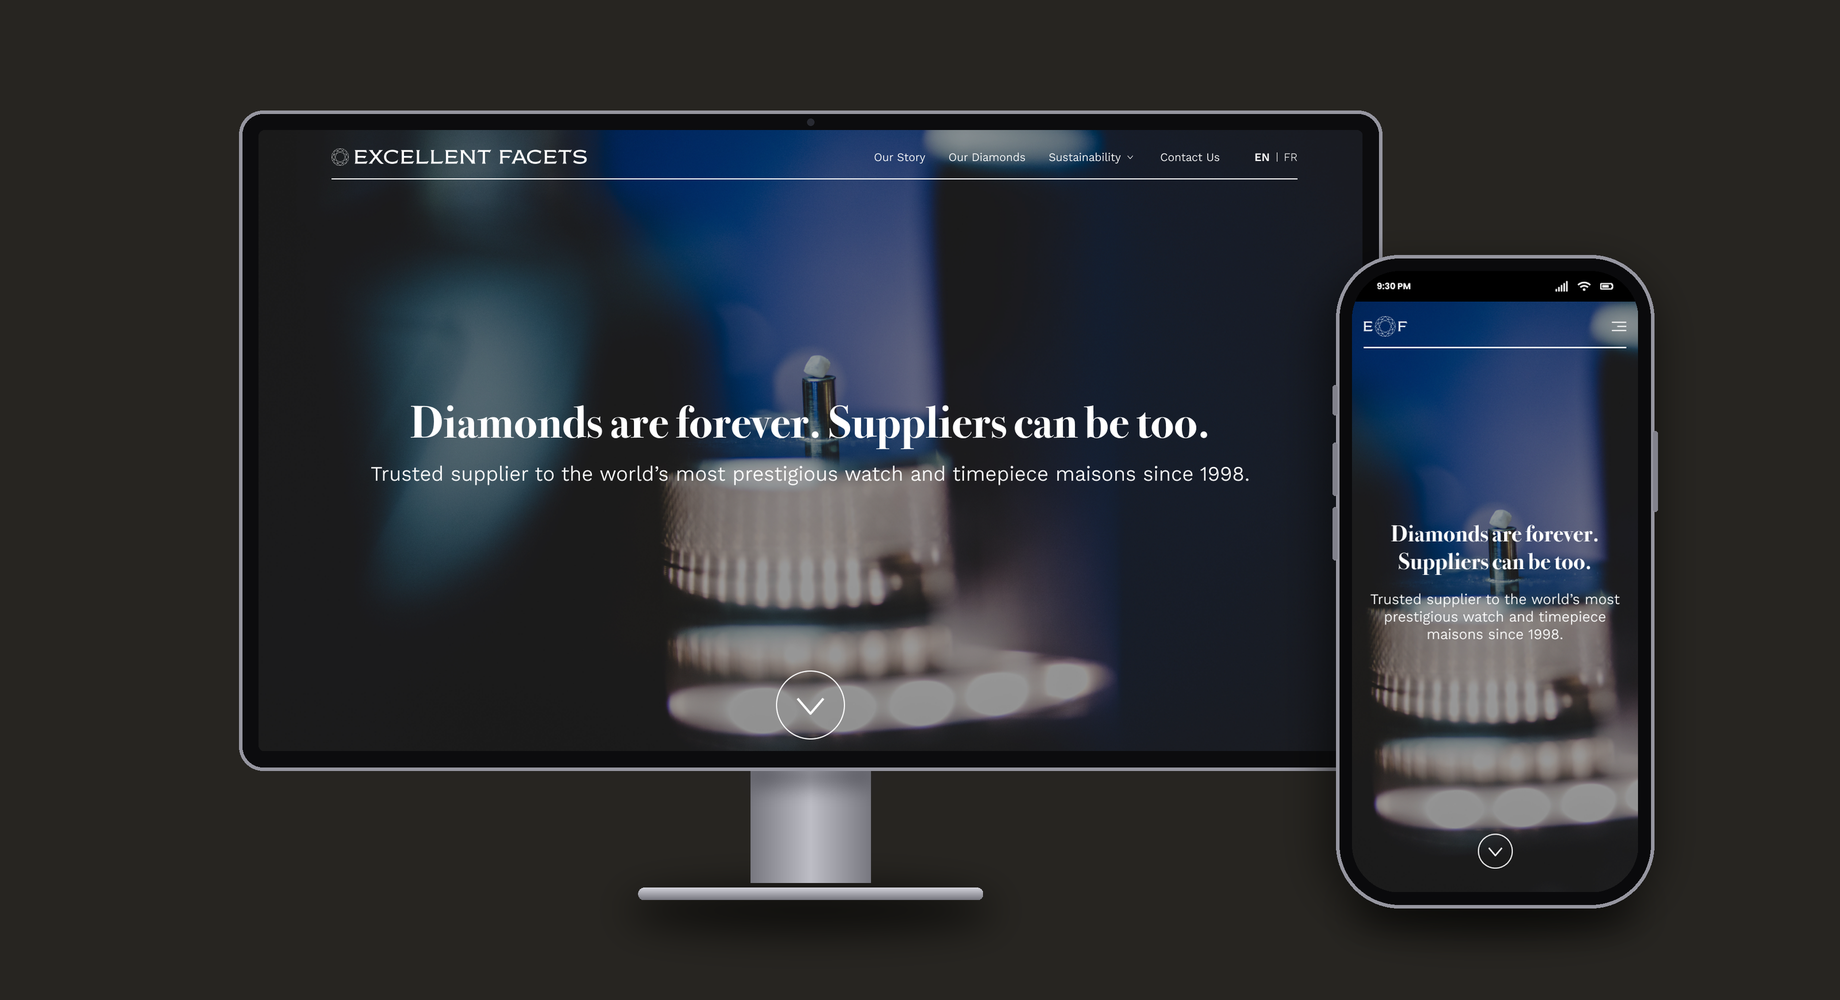 EXCELLENT FACETS
Our Story Our Diamonds Sustainability Contact Us EN | FR
Diamonds are forever. Suppliers can be too.
Trusted supplier to the world’s most prestigious watch and timepiece maisons since 1998.
9:30 PM
E F
Diamonds are forever.
Suppliers can be too.
Trusted supplier to the world’s most
prestigious watch and timepiece
maisons since 1998.